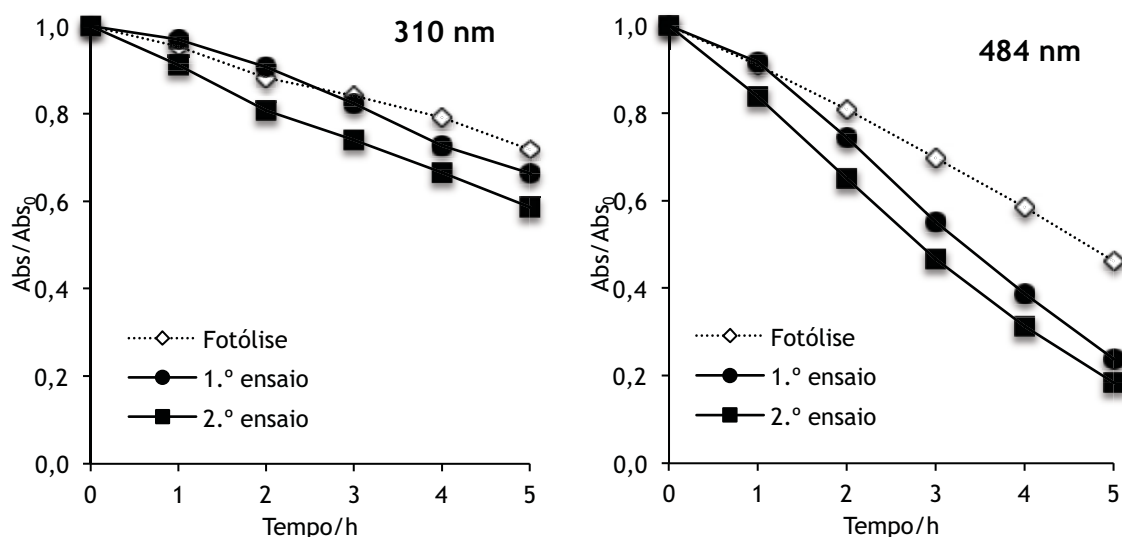 310 nm
1,0
0,8
0,6
0,4
0,2
0,0
Abs/Abs₀
Fotólise
1.º ensaio
2.º ensaio
0 1 2 3 4 5
Tempo/h
484 nm
1,0
0,8
0,6
0,4
0,2
0,0
Abs/Abs₀
Fotólise
1.º ensaio
2.º ensaio
0 1 2 3 4 5
Tempo/h